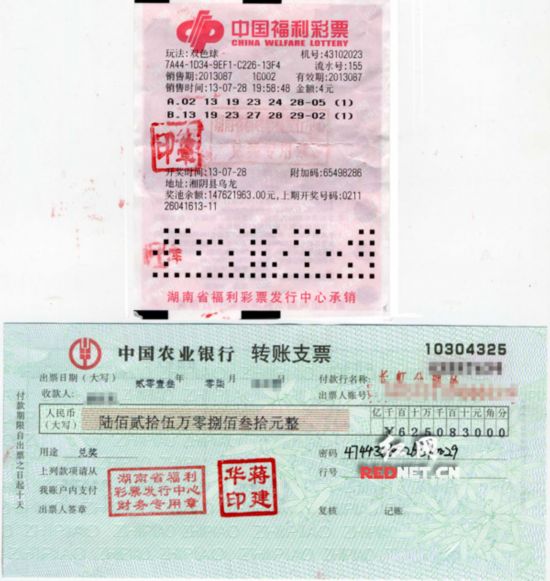 中国福利彩票
CHINA WELFARE LOTTERY
玩法:双色球 机号:43102023
7A44-1D34-9EF1-C226-13F4 流水号:155
销售期:2013087 1C002 有效期:2013087
销售时间:13-07-28 19:58:48 金额:4元
A.02 13 19 23 24 28-05 (1)
B.13 19 23 27 28 29-02 (1)
开奖时间:13-07-28 附加码:65498286
地址:湘阴县乌龙
奖池余额:147621963.00元,上期开奖号码:0211
26041613-11
湖南省福利彩票发行中心承销
中国农业银行 转账支票 10304325
出票日期(大写) 贰零壹叁 年 零柒 月 付款行名称:
收款人: 出票人账号:
人民币(大写) 陆佰贰拾伍万零捌佰叁拾元整 亿千百十万千百十元角分
¥625083000
用途 兑奖 密码
上列款项请从 行号
我账户内支付
出票人签章 复核 记账
付款期限自出票之日起十天
湖南省福利
彩票发行中心
财务专用章
蒋建华印
红网
REDNET.CN